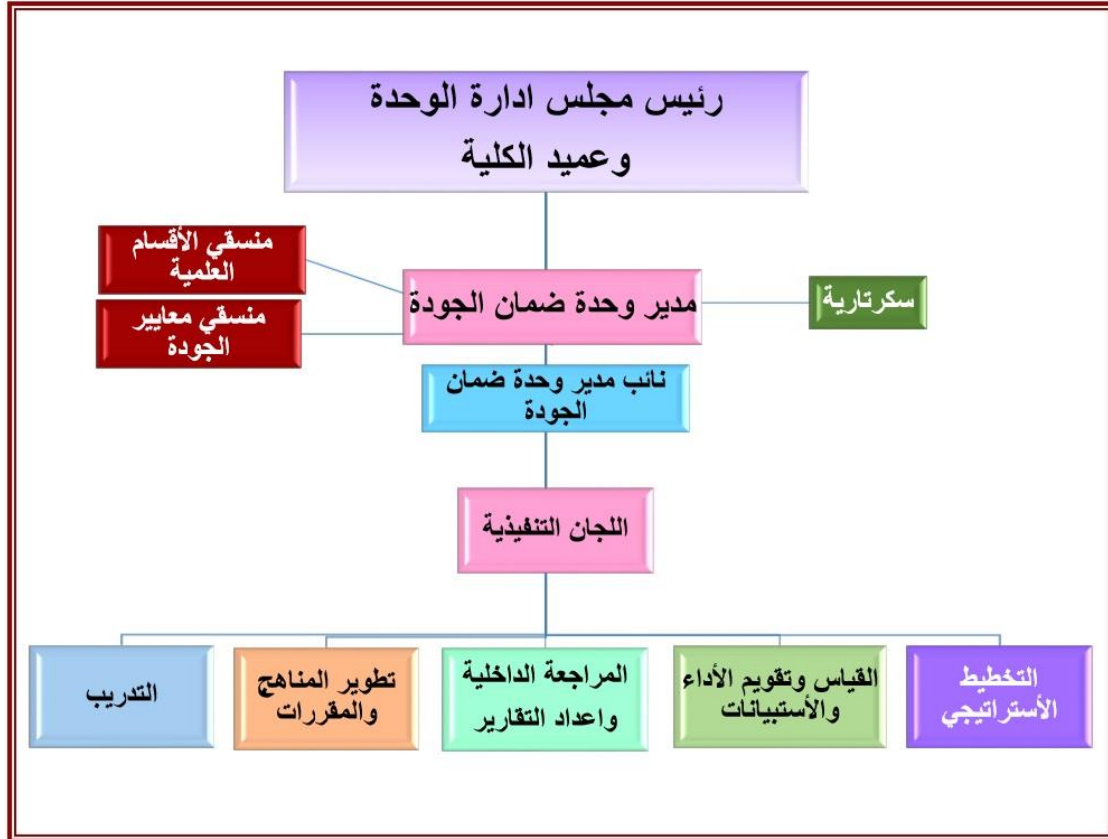 رئيس مجلس ادارة الوحدة
وعميد الكلية
منسقي الأقسام
العلمية
مدير وحدة ضمان الجودة
سكرتارية
منسقي معايير
الجودة
نائب مدير وحدة ضمان
الجودة
اللجان التنفيذية
التخطيط
الأستراتيجي
القياس وتقويم الأداء
والأستبيانات
المراجعة الداخلية
واعداد التقارير
تطوير المناهج
والمقررات
التدريب